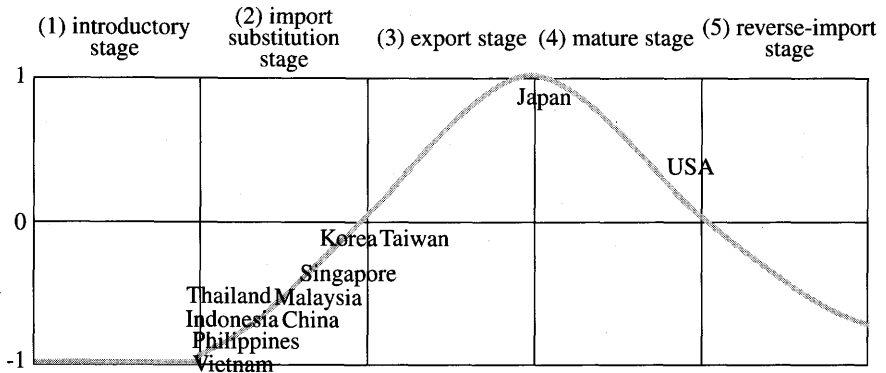 (1) introductory
stage
(2) import
substitution
stage
(3) export stage
(4) mature stage
(5) reverse-import
stage
1
Japan
USA
0
Korea Taiwan
Singapore
Thailand Malaysia
Indonesia China
Philippines
-1
Vietnam